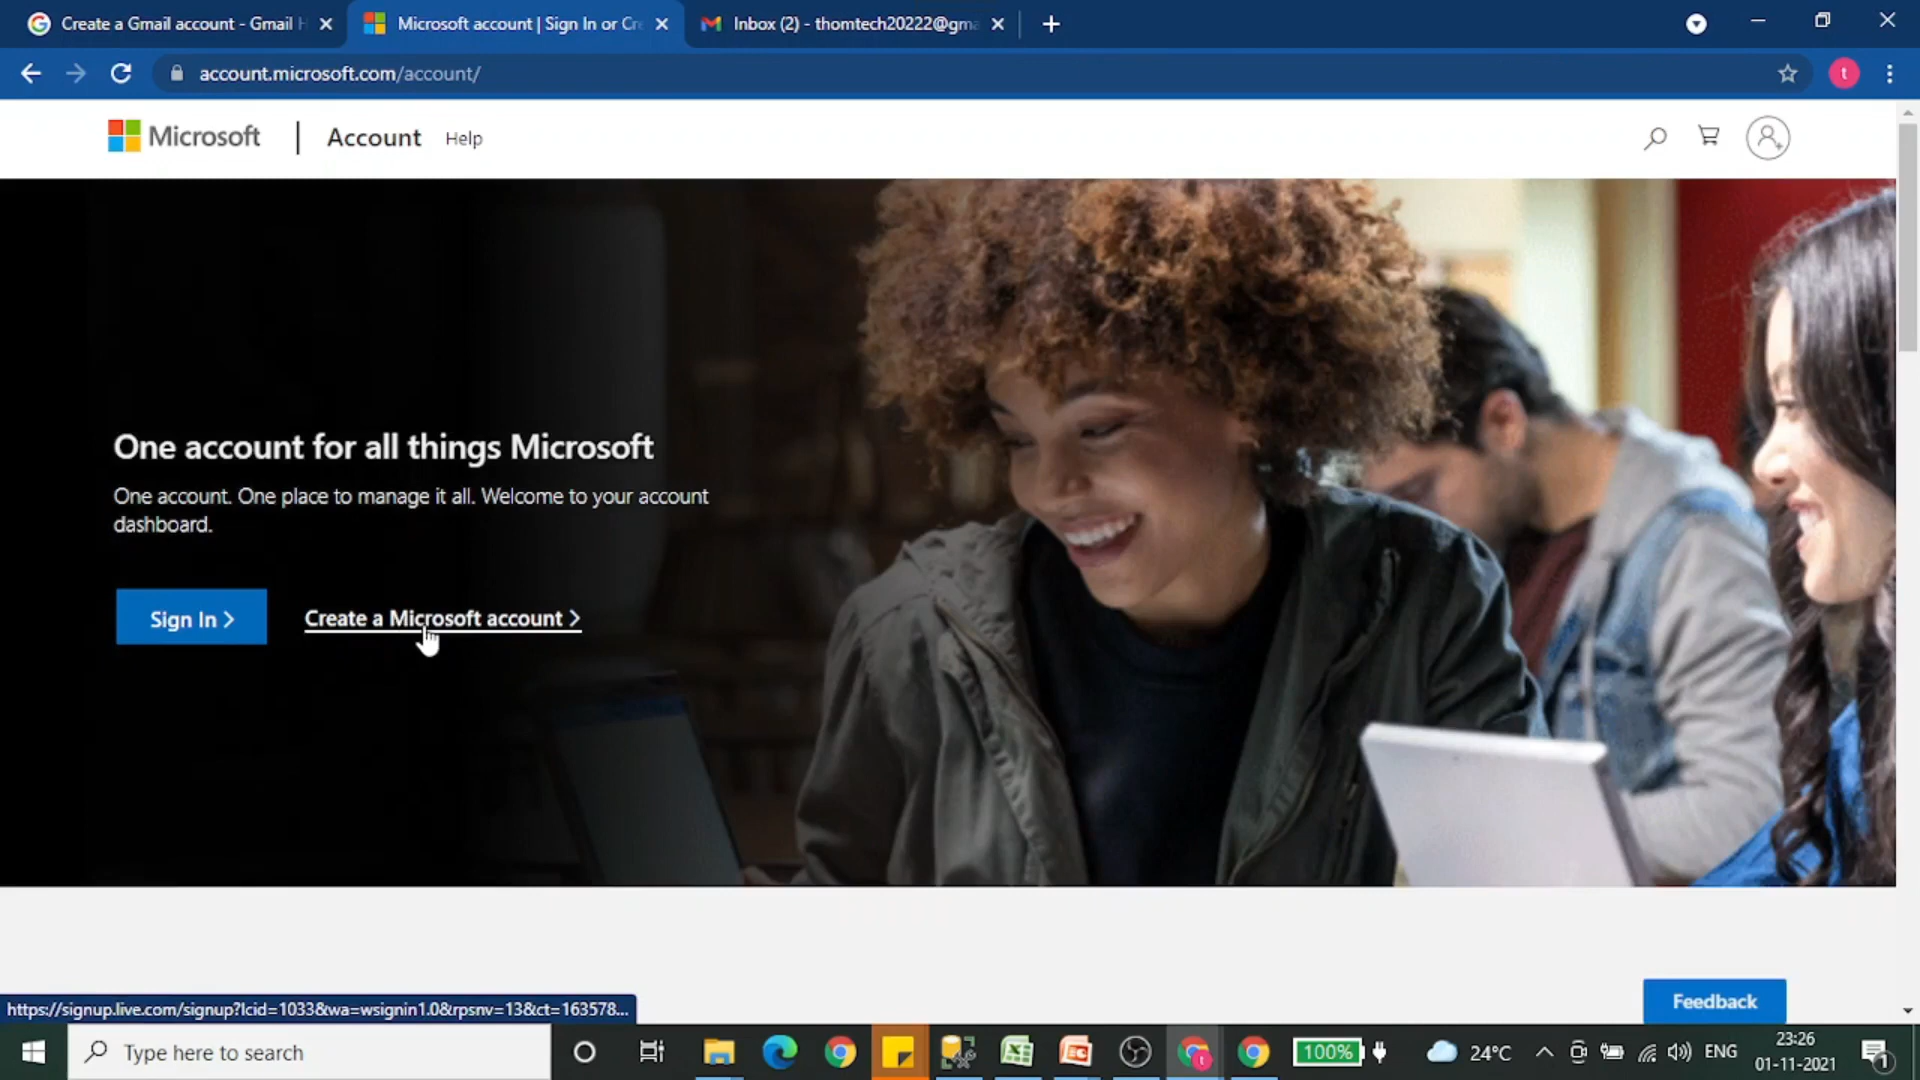 Create a Gmail account - Gmail H
Microsoft account | Sign In or Cr
Inbox (2) - thomtech20222@gma
account.microsoft.com/account/
t
Microsoft
Account
Help
One account for all things Microsoft
One account. One place to manage it all. Welcome to your account
dashboard.
Sign In >
Create a Microsoft account >
Feedback
https://signup.live.com/signup?lcid=1033&wa=wsignin1.0&rpsnv=13&ct=163578...
Type here to search
100%
24°C
ENG
23:26
01-11-2021
1